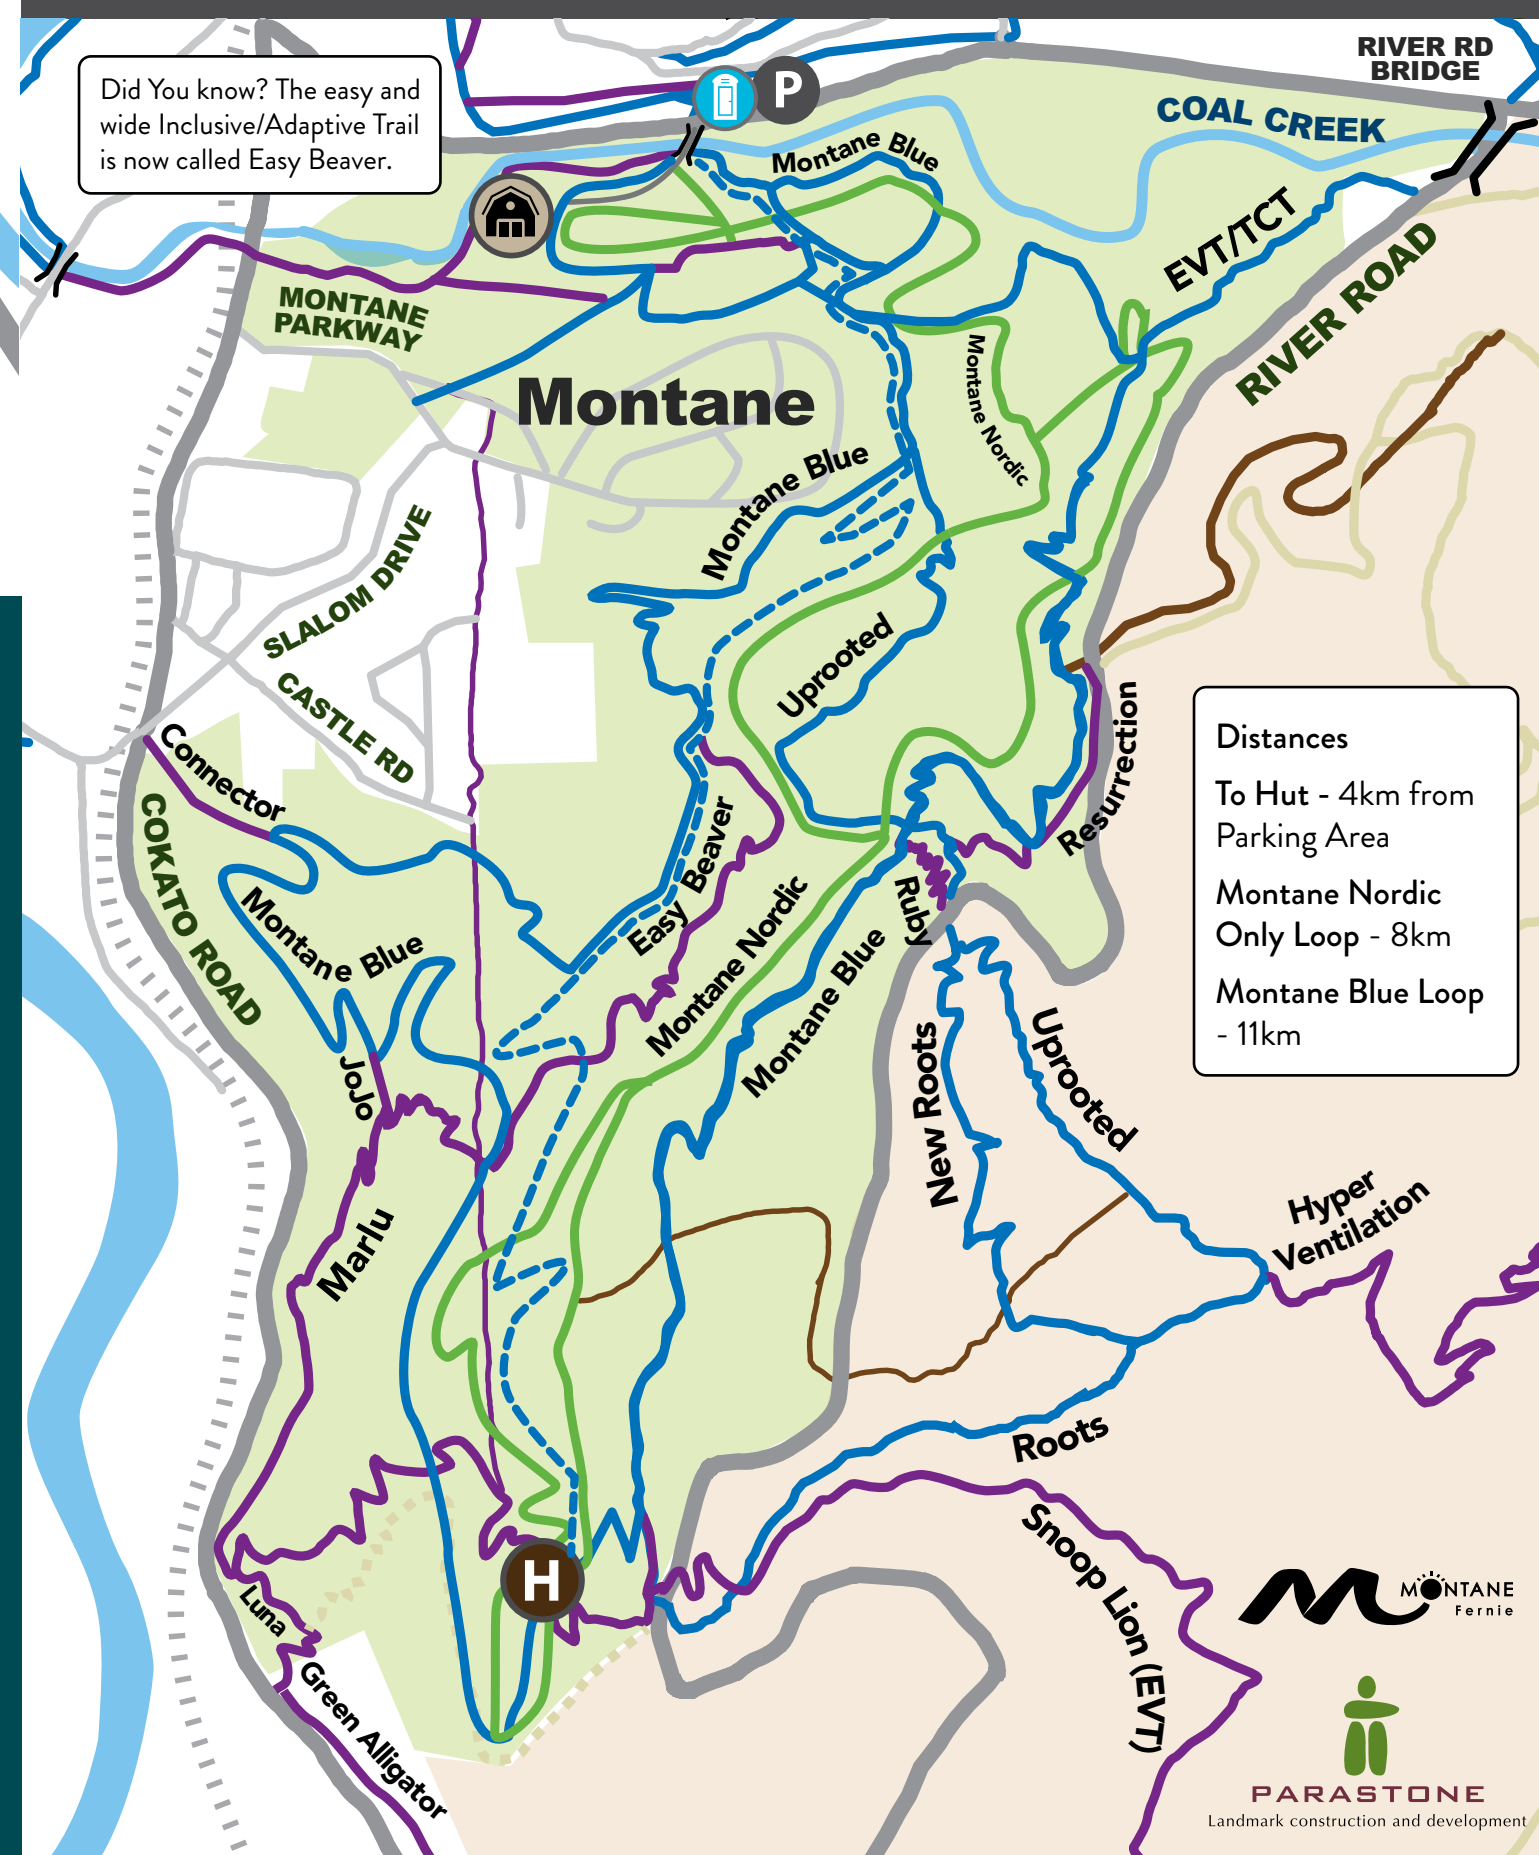 RIVER RD
BRIDGE
P
Did You know? The easy and
wide Inclusive/Adaptive Trail
is now called Easy Beaver.
COAL CREEK
Montane Blue
EVT/TCT
RIVER ROAD
MONTANE
PARKWAY
Montane
Montane Nordic
Montane Blue
SLALOM DRIVE
CASTLE RD
Uprooted
Resurrection
Connector
COKATO ROAD
Distances
To Hut - 4km from
Parking Area
Montane Nordic
Only Loop - 8km
Montane Blue Loop
- 11km
Easy Beaver
Ruby
Montane Blue
Montane Nordic
Montane Blue
New Roots
Uprooted
JoJo
Marlu
Hyper
Ventilation
Roots
Snoop Lion (EVT)
H
Luna
Green Alligator
MONTANE
Fernie
PARASTONE
Landmark construction and development